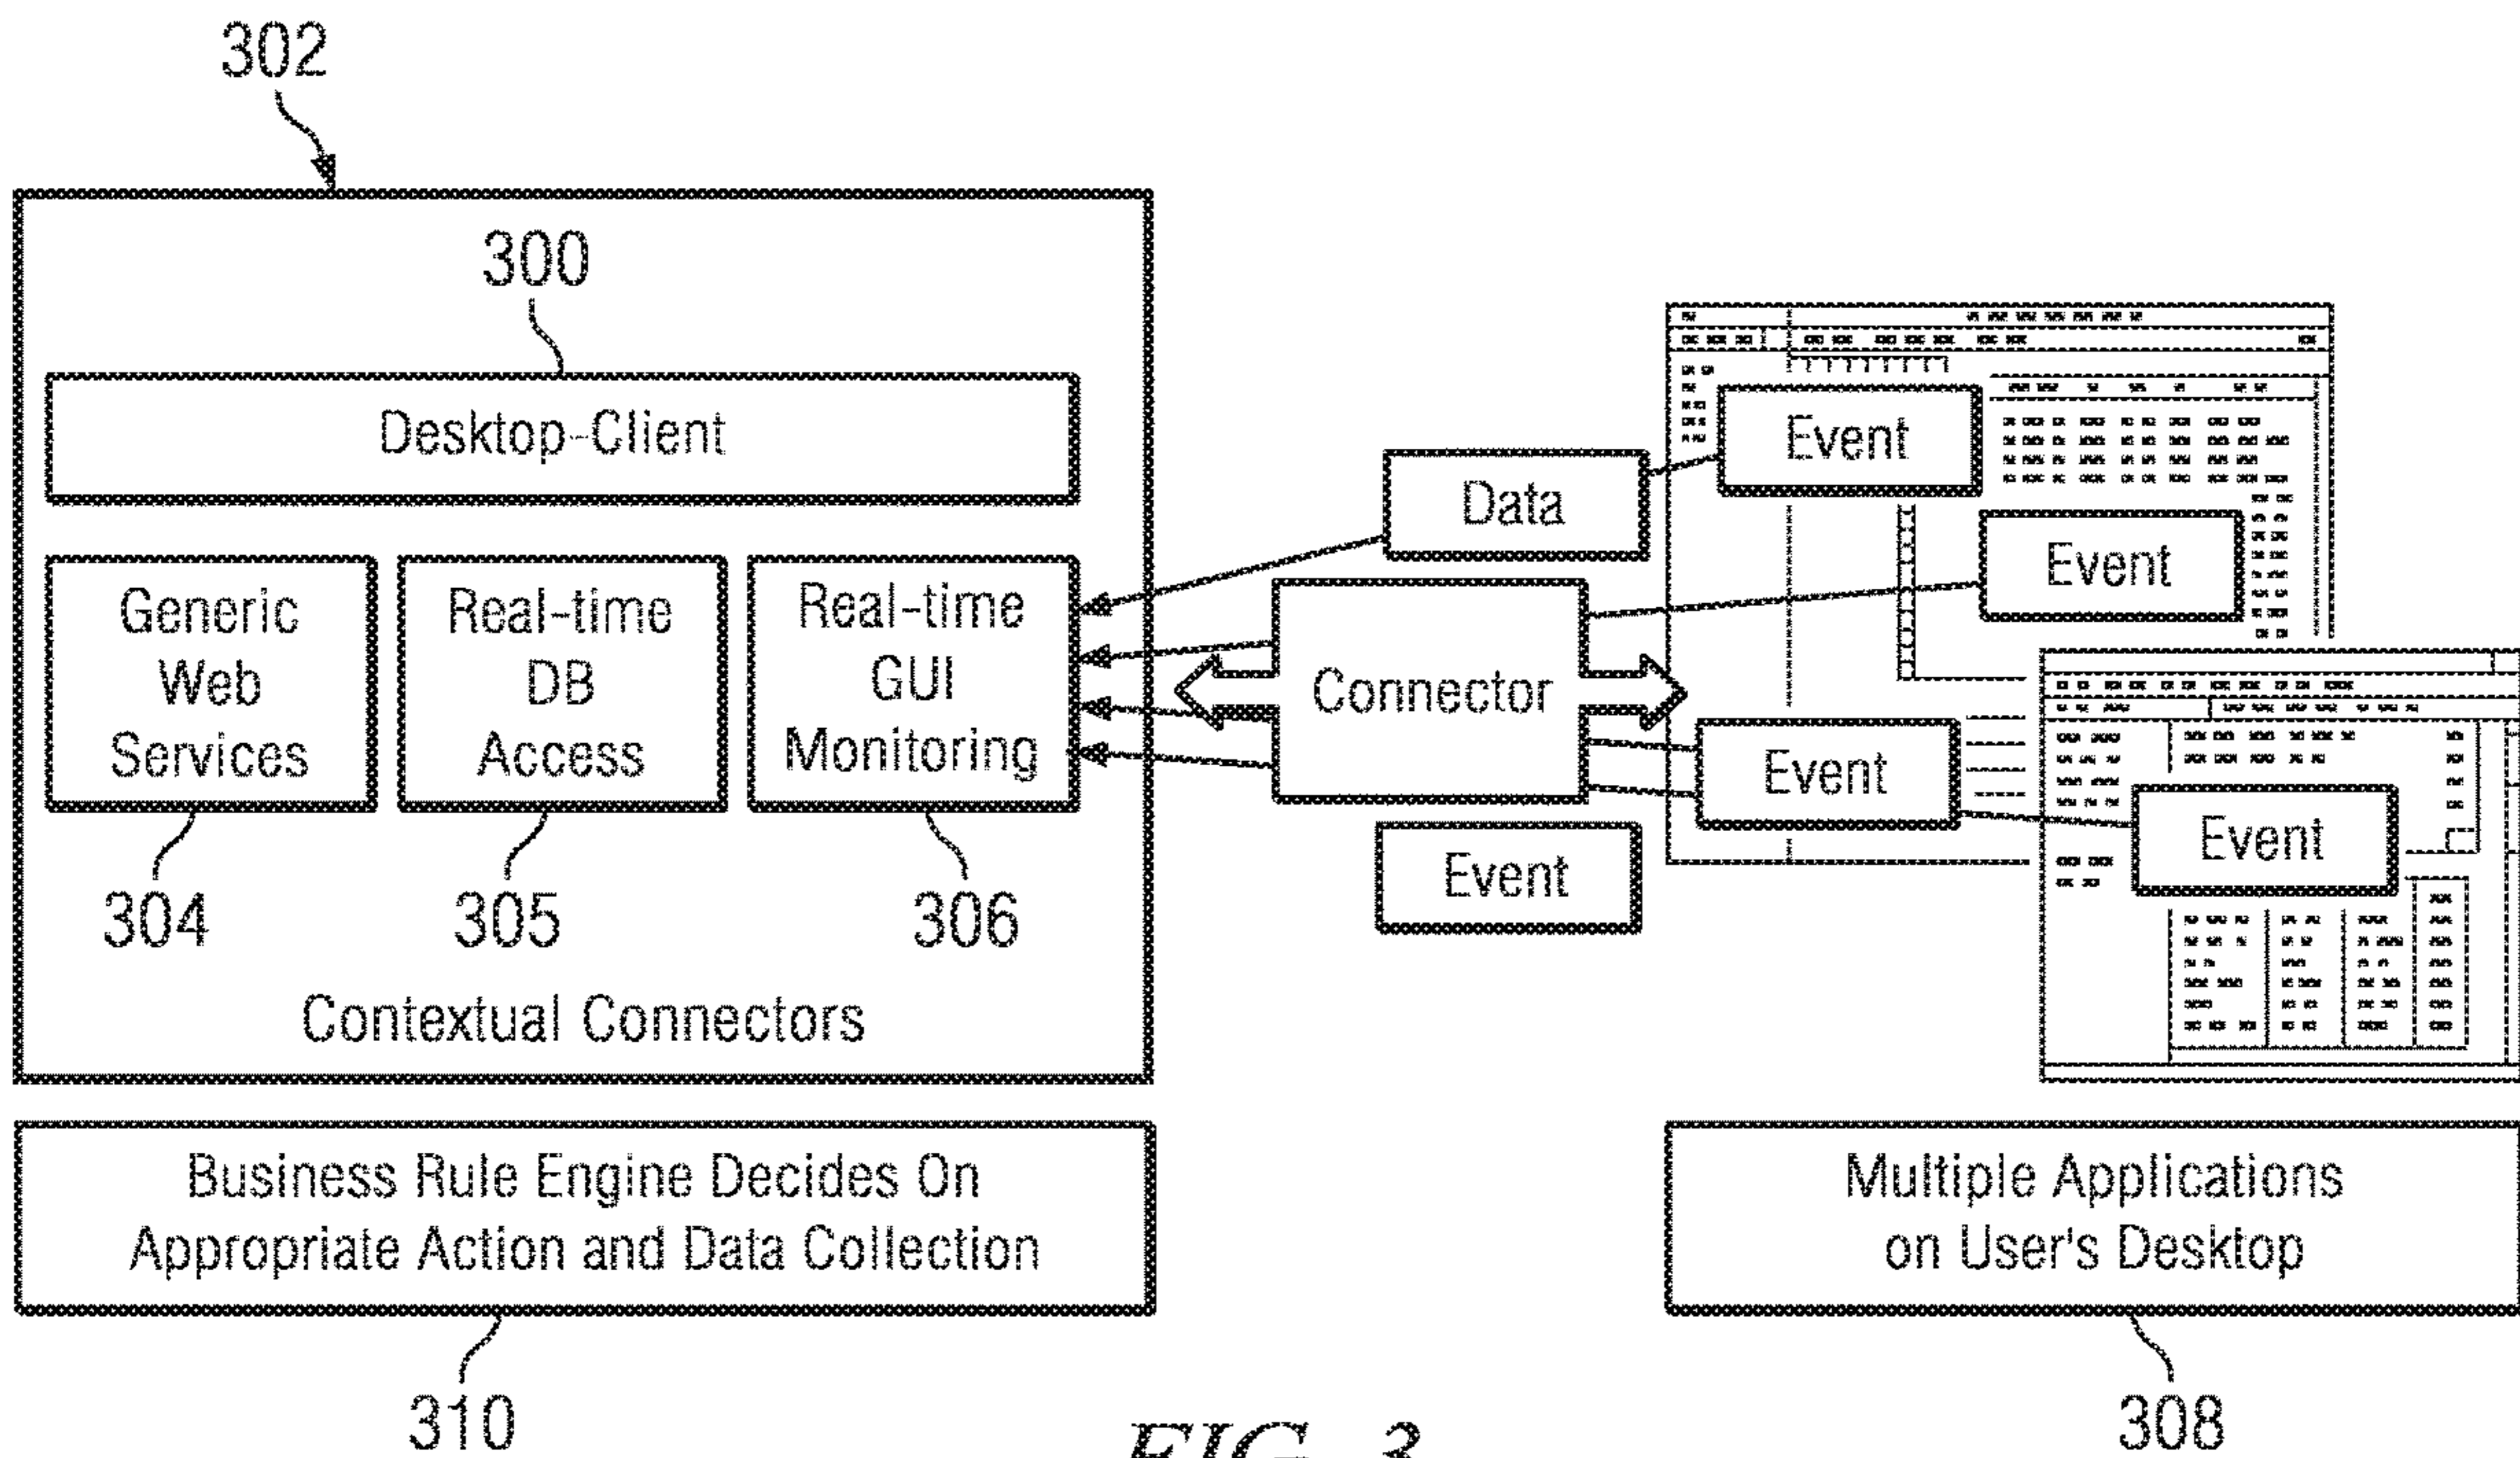 302
300
Desktop-Client
Generic
Web
Services
Real-time
DB
Access
Real-time
GUI
Monitoring
304
305
306
Contextual Connectors
Data
Connector
Event
Event
Event
Event
Event
Business Rule Engine Decides On
Appropriate Action and Data Collection
Multiple Applications
on User's Desktop
310
308
FIG. 3